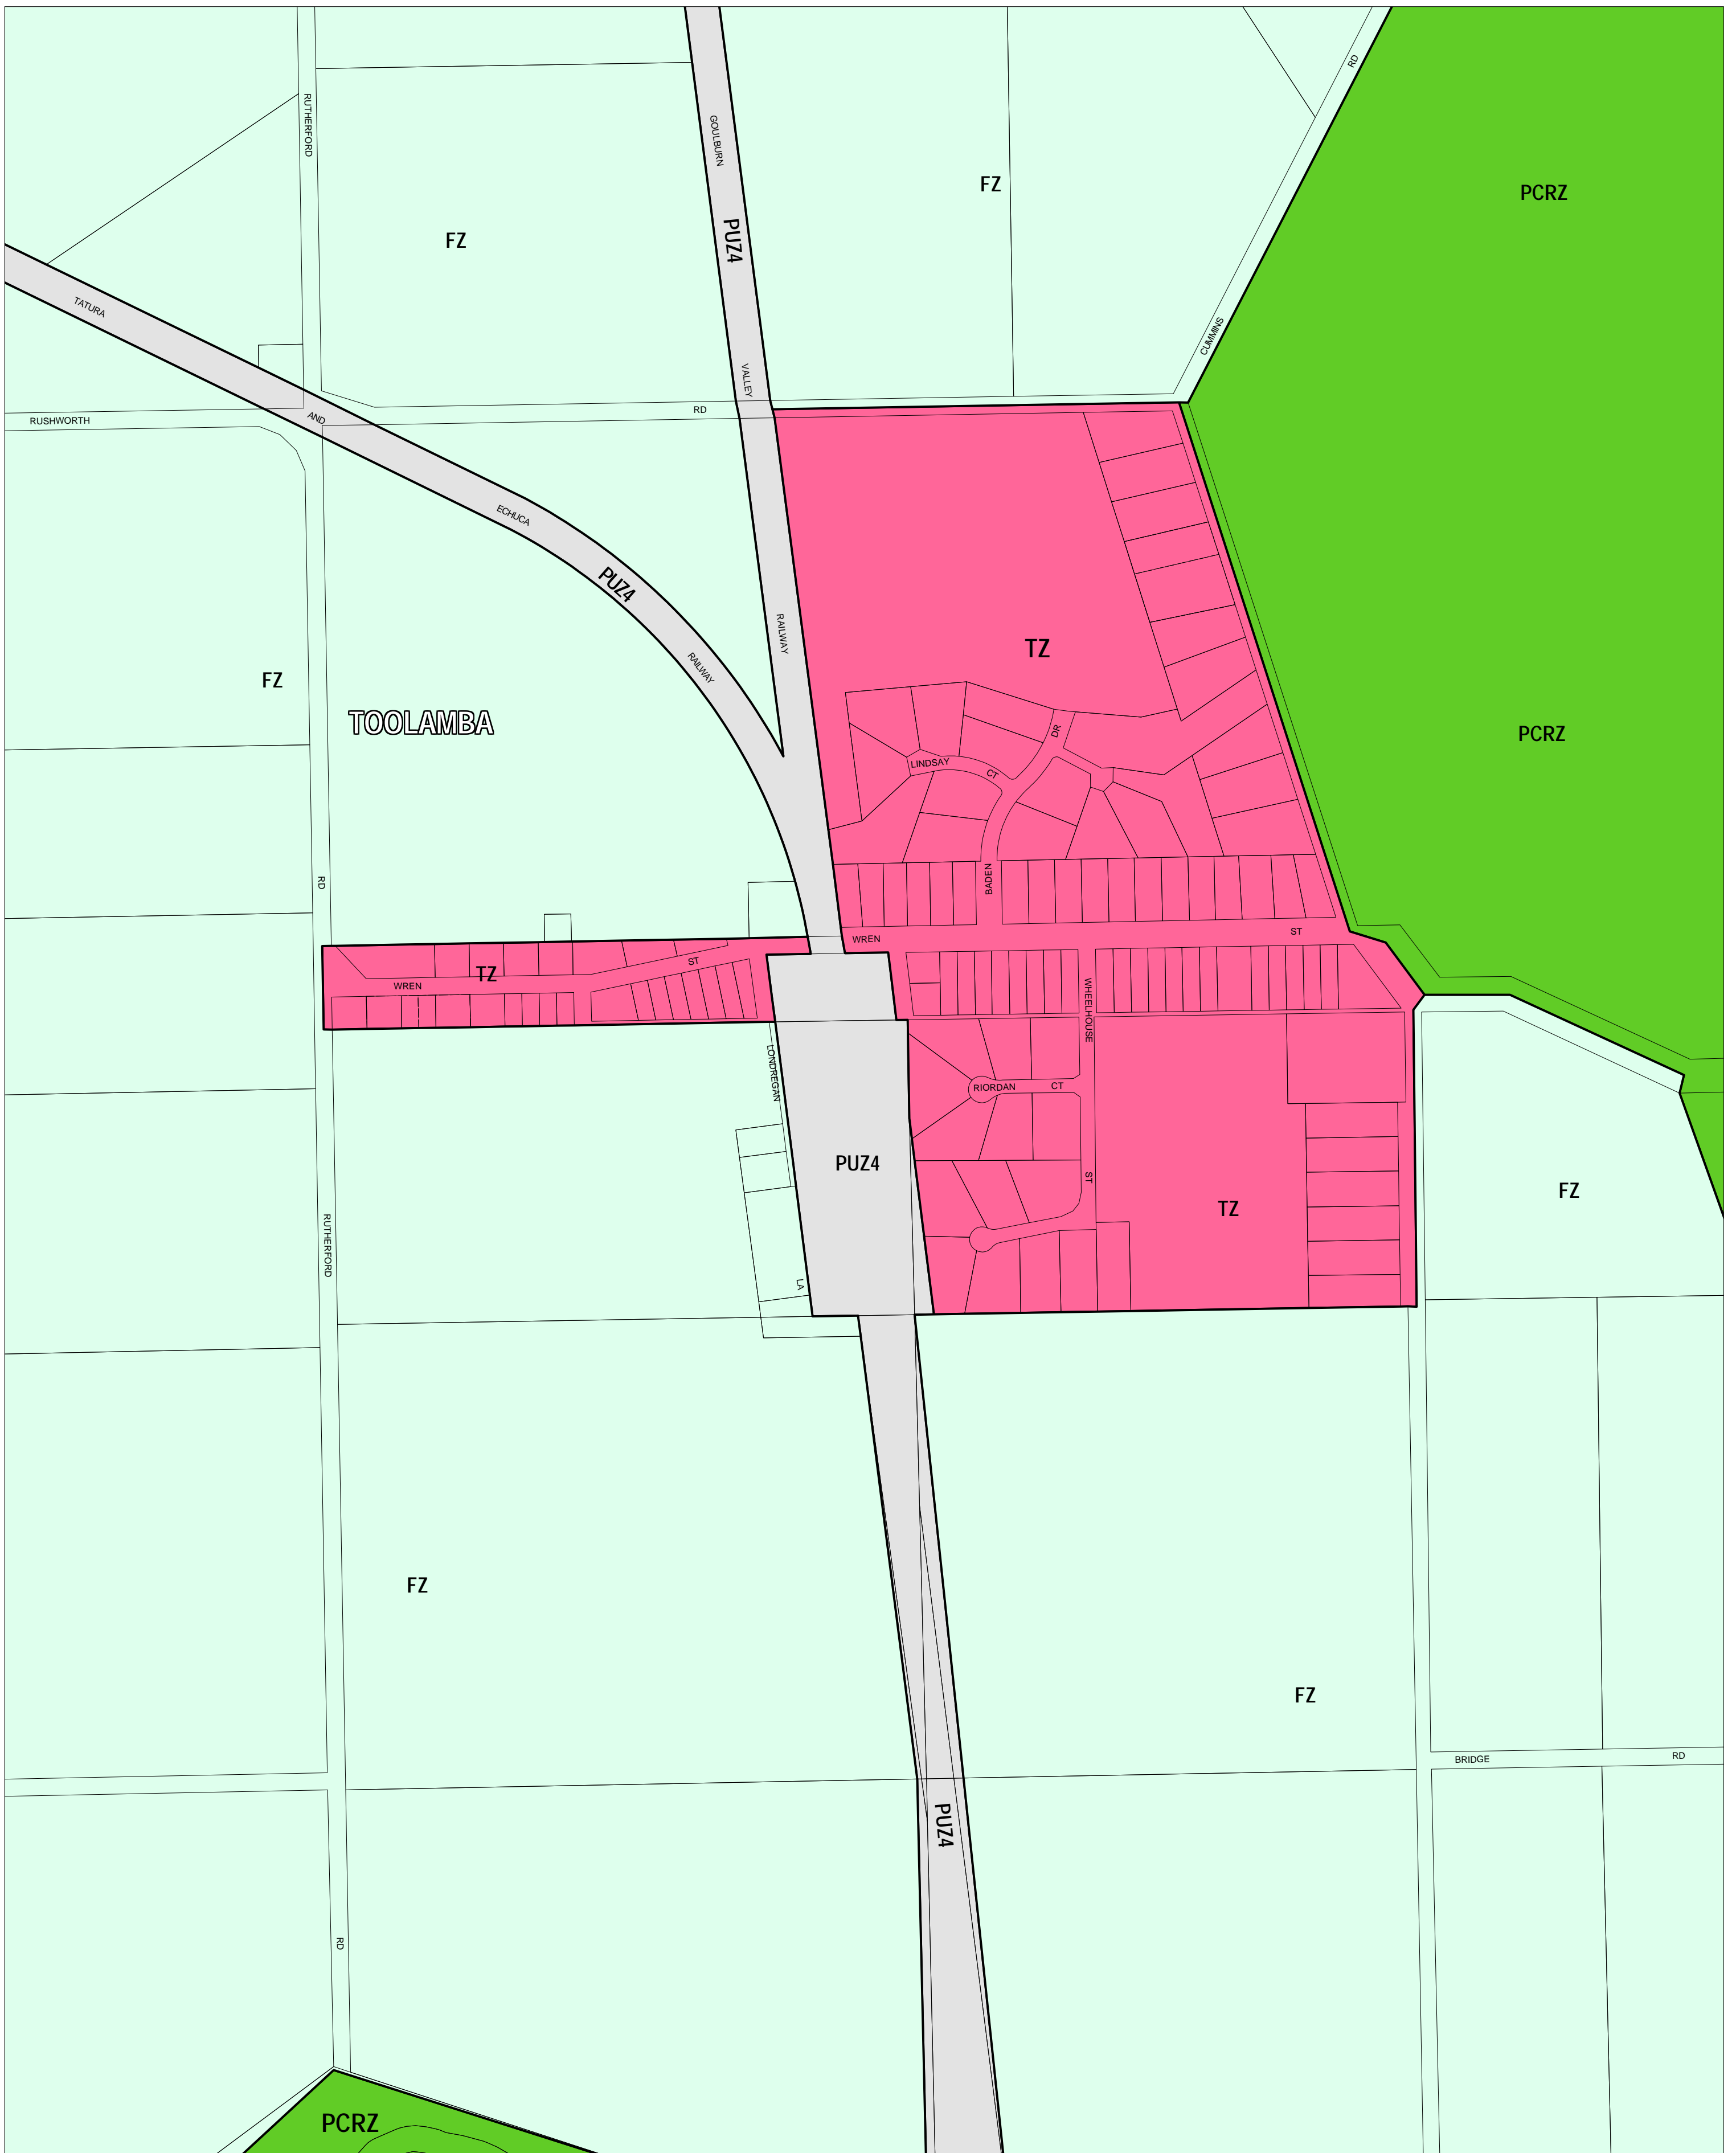 RD
RUTHERFORD
GOULBURN
FZ
PCRZ
PUZ4
FZ
TATURA
CUMMINS
VALLEY
RD
AND
RUSHWORTH
ECHUCA
PUZ4
RAILWAY
TZ
RAILWAY
FZ
TOOLAMBA
DR
PCRZ
LINDSAY
CT
BADEN
RD
WREN
ST
ST
TZ
WREN
WHEELHOUSE
LONDREGAN
RIORDAN
CT
PUZ4
ST
FZ
TZ
RUTHERFORD
LA
FZ
FZ
BRIDGE
RD
PUZ4
RD
PCRZ